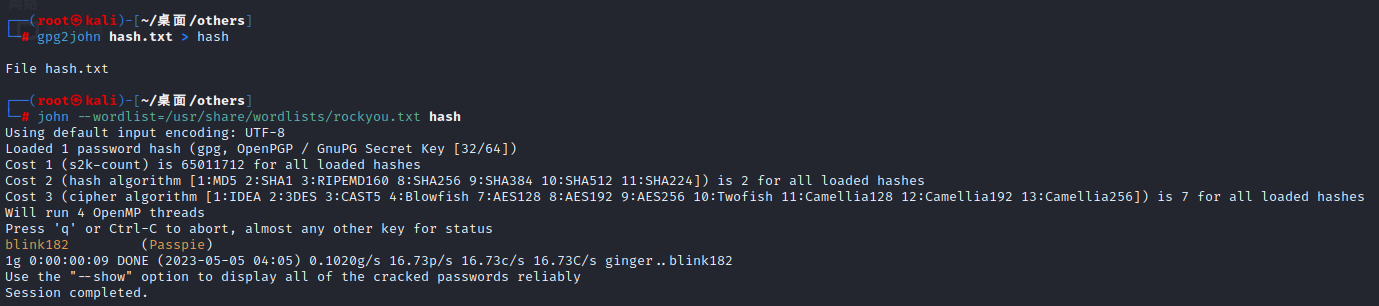 网络
┌──(root㉿kali)-[~/桌面/others]
└─# gpg2john hash.txt > hash
File hash.txt
┌──(root㉿kali)-[~/桌面/others]
└─# john --wordlist=/usr/share/wordlists/rockyou.txt hash
Using default input encoding: UTF-8
Loaded 1 password hash (gpg, OpenPGP / GnuPG Secret Key [32/64])
Cost 1 (s2k-count) is 65011712 for all loaded hashes
Cost 2 (hash algorithm [1:MD5 2:SHA1 3:RIPEMD160 8:SHA256 9:SHA384 10:SHA512 11:SHA224]) is 2 for all loaded hashes
Cost 3 (cipher algorithm [1:IDEA 2:3DES 3:CAST5 4:Blowfish 7:AES128 8:AES192 9:AES256 10:Twofish 11:Camellia128 12:Camellia192 13:Camellia256]) is 7 for all loaded hashes
Will run 4 OpenMP threads
Press 'q' or Ctrl-C to abort, almost any other key for status
blink182         (Passpie)
1g 0:00:00:09 DONE (2023-05-05 04:05) 0.1020g/s 16.73p/s 16.73c/s 16.73C/s ginger..blink182
Use the "--show" option to display all of the cracked passwords reliably
Session completed.